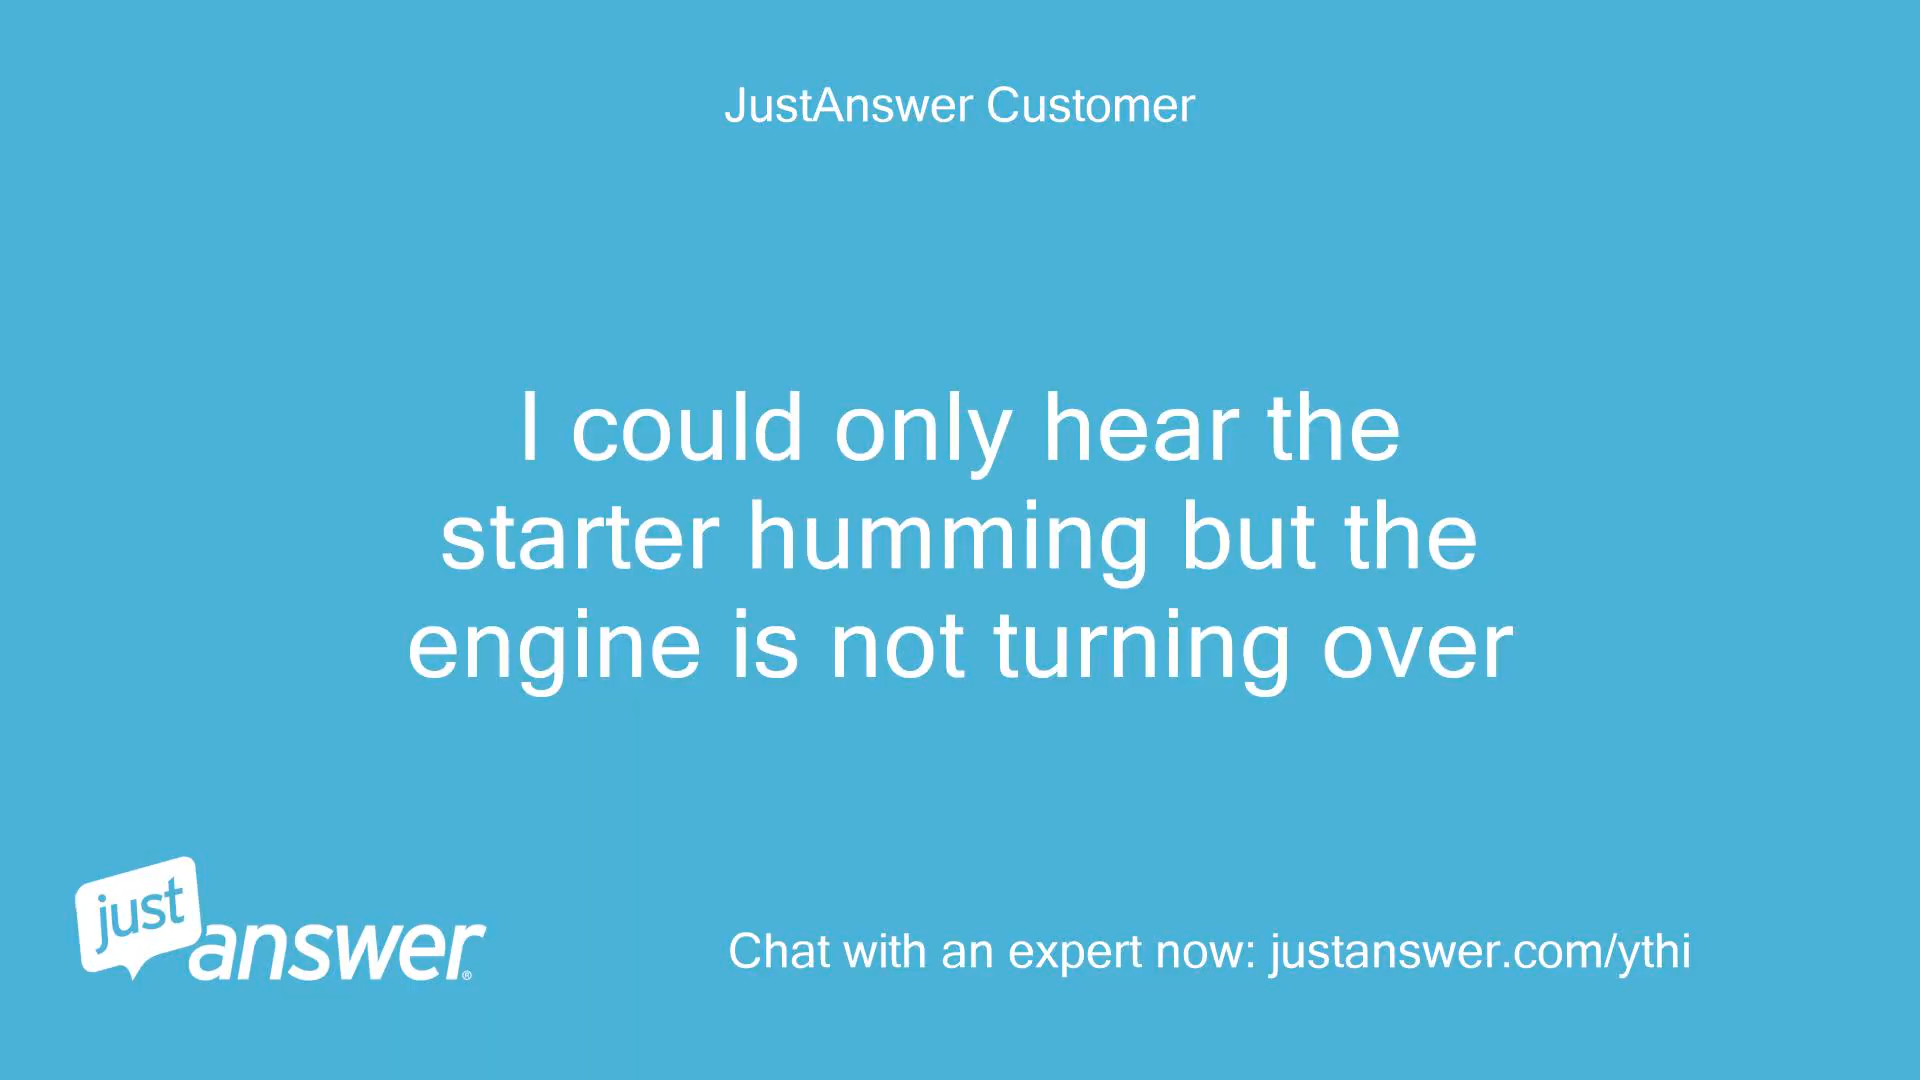 JustAnswer Customer
I could only hear the
starter humming but the
engine is not turning over
just
answer®
Chat with an expert now: justanswer.com/ythi